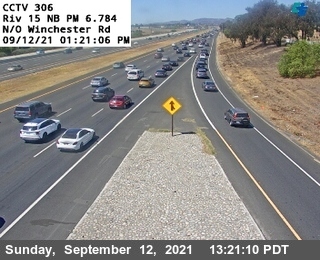 CCTV 306
Riv 15 NB PM 6.784
N/O Winchester Rd
09/12/21 01:21:06 PM
Sunday, September 12, 2021 13:21:10 PDT